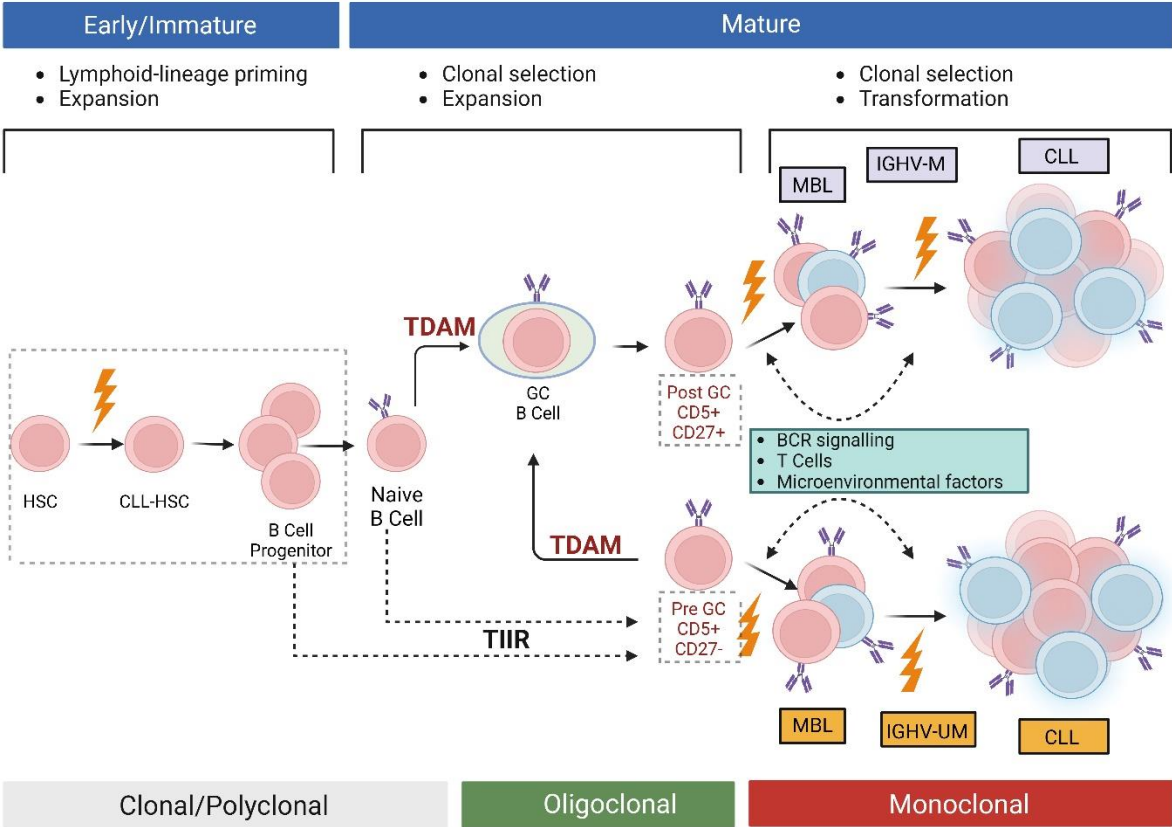 Early/Immature
Mature
• Lymphoid-lineage priming
• Expansion
• Clonal selection
• Expansion
• Clonal selection
• Transformation
MBL
IGHV-M
CLL
TDAM
GC
B Cell
Post GC
CD5+
CD27+
HSC
CLL-HSC
B Cell
Progenitor
Naive
B Cell
• BCR signalling
• T Cells
• Microenvironmental factors
TDAM
Pre GC
CD5+
CD27-
TIIR
MBL
IGHV-UM
CLL
Clonal/Polyclonal
Oligoclonal
Monoclonal